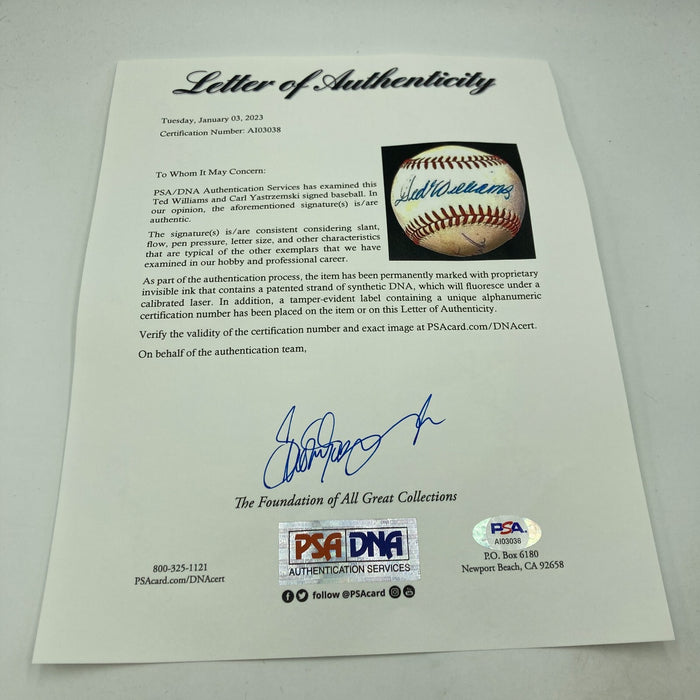 Letter of Authenticity
Tuesday, January 03, 2023
Certification Number: AI03038
To Whom It May Concern:
PSA/DNA Authentication Services has examined this
Ted Williams and Carl Yastrzemski signed baseball. In
our opinion, the aforementioned signature(s) is/are
authentic.
The signature(s) is/are consistent considering slant,
flow, pen pressure, letter size, and other characteristics
that are typical of the other exemplars that we have
examined in our hobby and professional career.
Ted Williams
As part of the authentication process, the item has been permanently marked with proprietary
invisible ink that contains a patented strand of synthetic DNA, which will fluoresce under a
calibrated laser. In addition, a tamper-evident label containing a unique alphanumeric
certification number has been placed on the item or on this Letter of Authenticity.
Verify the validity of the certification number and exact image at PSAcard.com/DNAcert.
On behalf of the authentication team,
The Foundation of All Great Collections
800-325-1121
PSAcard.com/DNAcert
PSA DNA
AUTHENTICATION SERVICES
follow @PSAcard
PSA
AI03038
P.O. Box 6180
Newport Beach, CA 92658